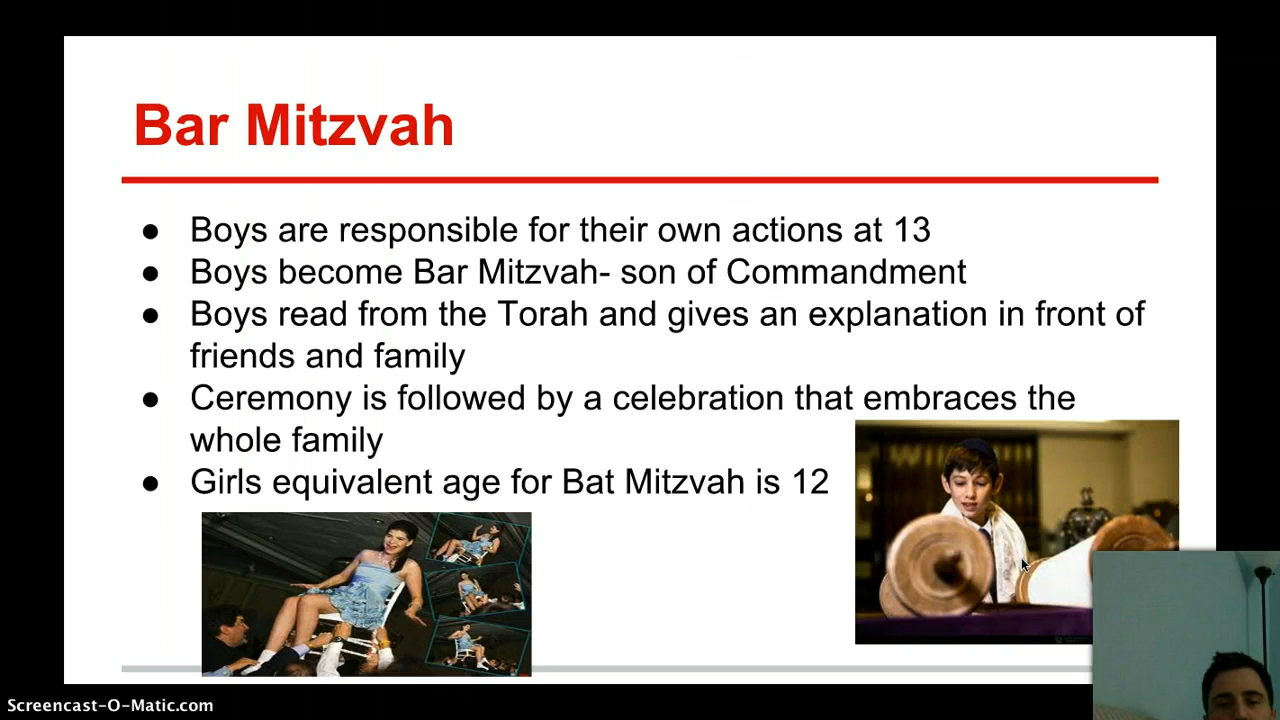 Bar Mitzvah
● Boys are responsible for their own actions at 13
● Boys become Bar Mitzvah- son of Commandment
● Boys read from the Torah and gives an explanation in front of
friends and family
● Ceremony is followed by a celebration that embraces the
whole family
● Girls equivalent age for Bat Mitzvah is 12
Screencast-O-Matic.com